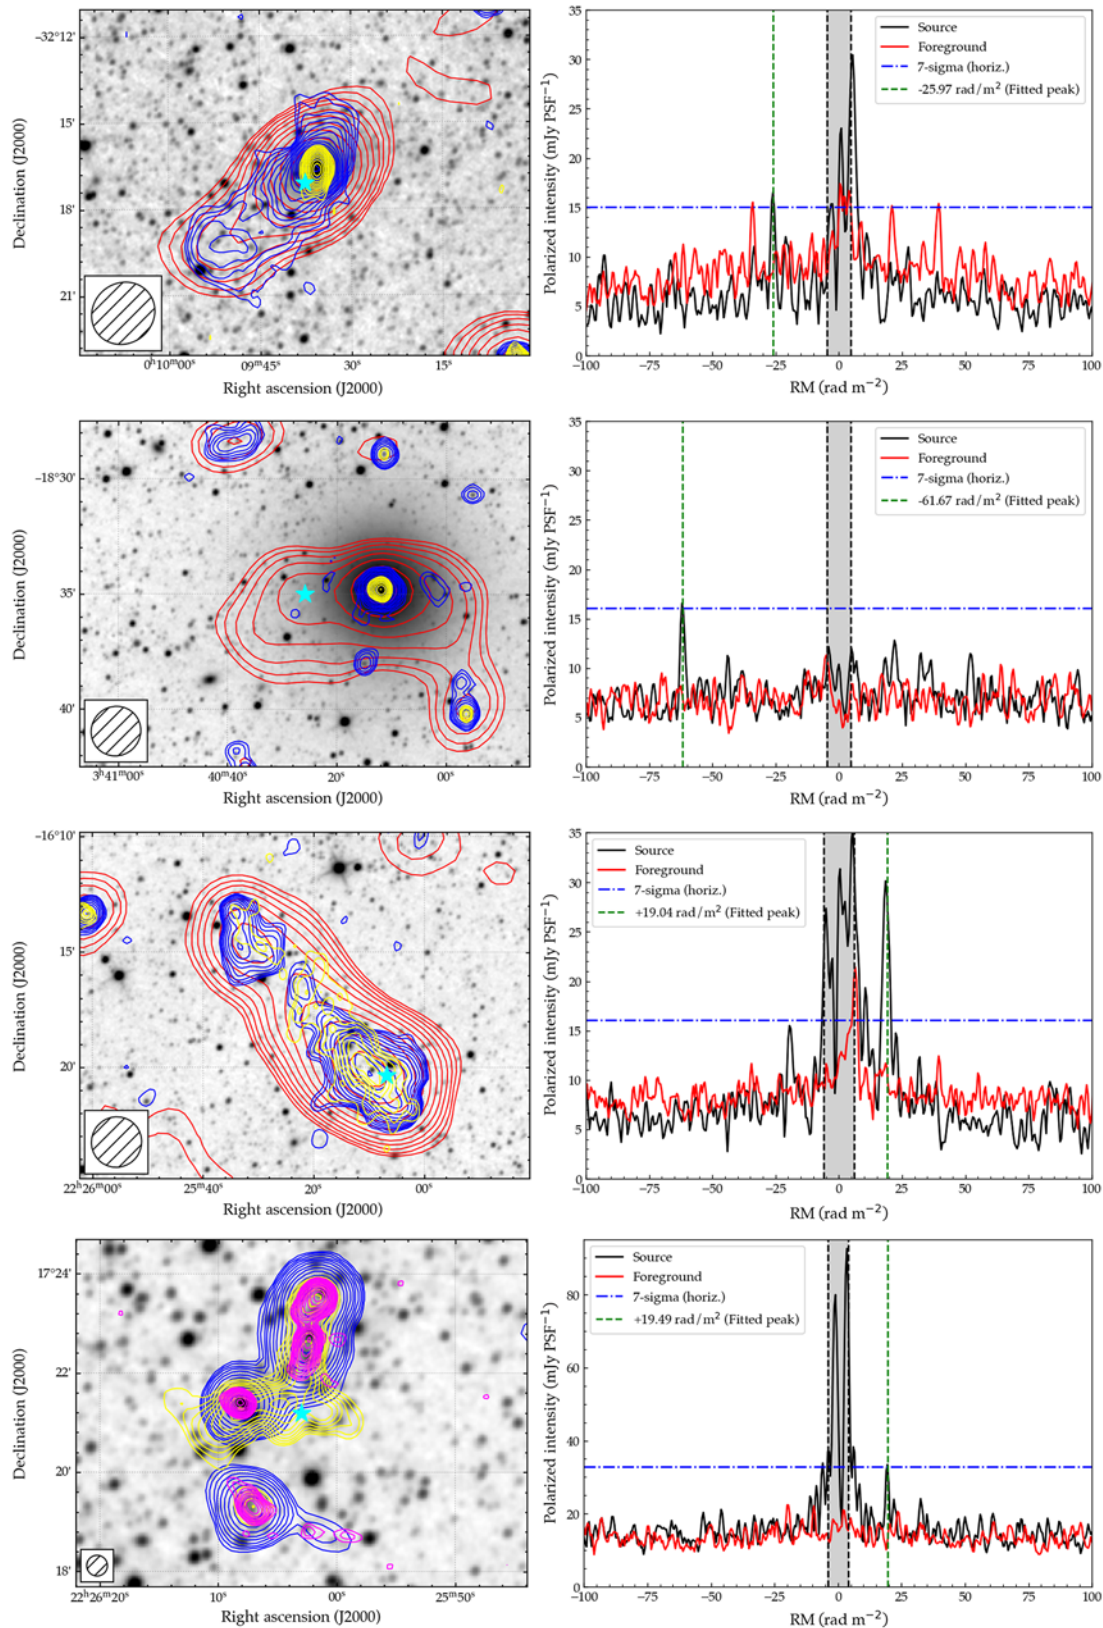 −32°12'
15'
18'
21'
Declination (J2000)
0ʰ10ᵐ00ˢ 09ᵐ45ˢ 30ˢ 15ˢ
Right ascension (J2000)
35
30
25
20
15
10
5
0
Polarized intensity (mJy PSF⁻¹)
Source
Foreground
7-sigma (horiz.)
-25.97 rad/m² (Fitted peak)
−100 −75 −50 −25 0 25 50 75 100
RM (rad m⁻²)
−18°30'
35'
40'
Declination (J2000)
3ʰ41ᵐ00ˢ 40ᵐ40ˢ 20ˢ 00ˢ
Right ascension (J2000)
35
30
25
20
15
10
5
0
Polarized intensity (mJy PSF⁻¹)
Source
Foreground
7-sigma (horiz.)
-61.67 rad/m² (Fitted peak)
−100 −75 −50 −25 0 25 50 75 100
RM (rad m⁻²)
−16°10'
15'
20'
Declination (J2000)
22ʰ26ᵐ00ˢ 25ᵐ40ˢ 20ˢ 00ˢ
Right ascension (J2000)
35
30
25
20
15
10
5
0
Polarized intensity (mJy PSF⁻¹)
Source
Foreground
7-sigma (horiz.)
+19.04 rad/m² (Fitted peak)
−100 −75 −50 −25 0 25 50 75 100
RM (rad m⁻²)
17°24'
22'
20'
18'
Declination (J2000)
22ʰ26ᵐ20ˢ 10ˢ 00ˢ 25ᵐ50ˢ
Right ascension (J2000)
80
60
40
20
0
Polarized intensity (mJy PSF⁻¹)
Source
Foreground
7-sigma (horiz.)
+19.49 rad/m² (Fitted peak)
−100 −75 −50 −25 0 25 50 75 100
RM (rad m⁻²)